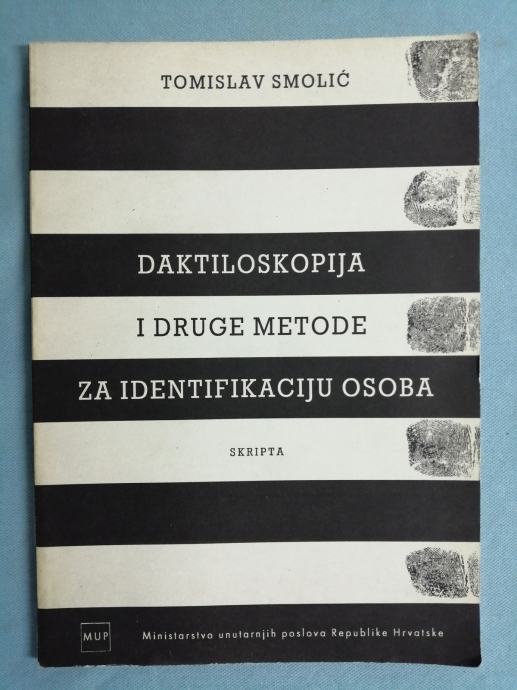 TOMISLAV SMOLIĆ
DAKTILOSKOPIJA
I DRUGE METODE
ZA IDENTIFIKACIJU OSOBA
SKRIPTA
MUP
Ministarstvo unutarnjih poslova Republike Hrvatske